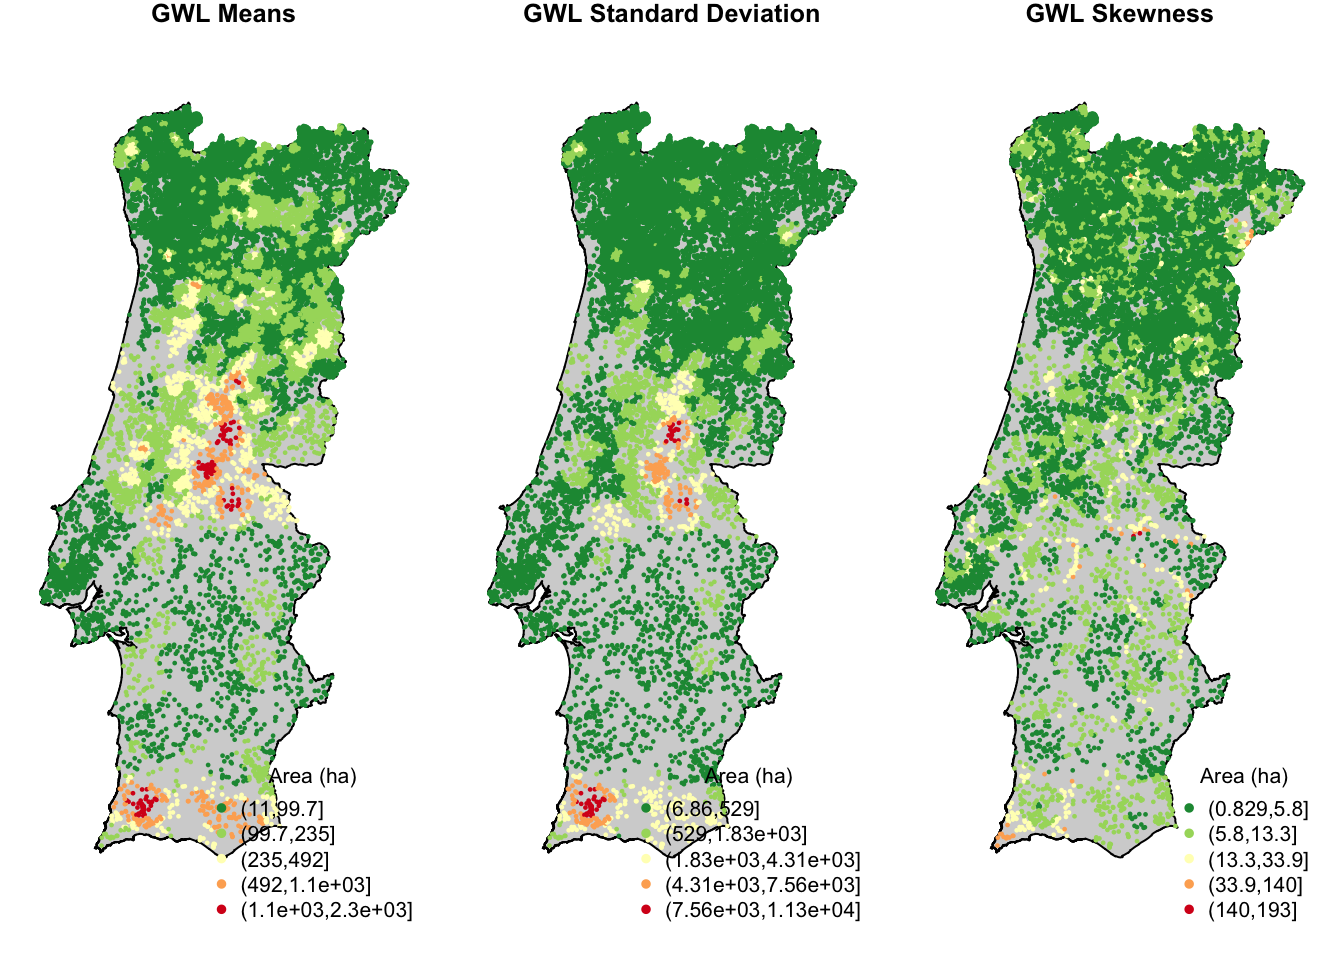 GWL Means
GWL Standard Deviation
GWL Skewness
Area (ha)
(11,99.7]
(99.7,235]
(235,492]
(492,1.1e+03]
(1.1e+03,2.3e+03]
Area (ha)
(6.86,529]
(529,1.83e+03]
(1.83e+03,4.31e+03]
(4.31e+03,7.56e+03]
(7.56e+03,1.13e+04]
Area (ha)
(0.829,5.8]
(5.8,13.3]
(13.3,33.9]
(33.9,140]
(140,193]